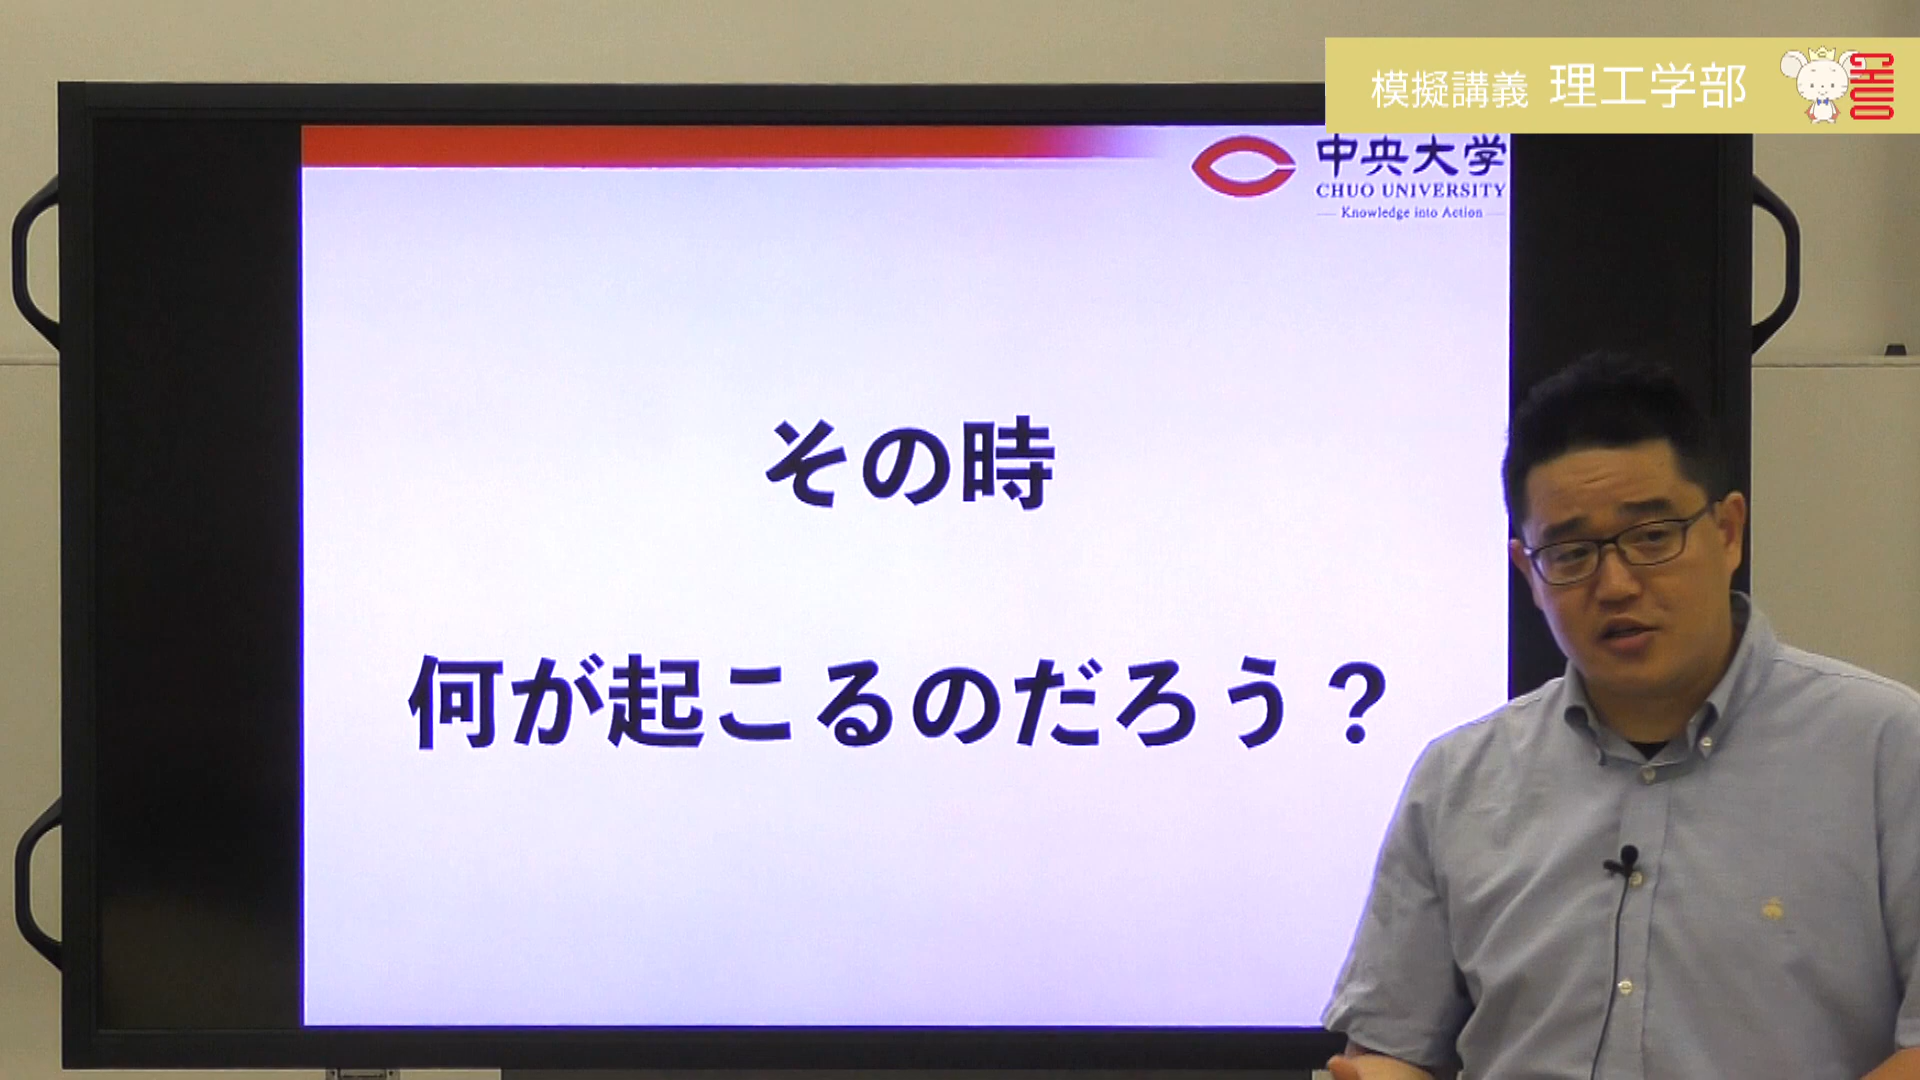 模擬講義 理工学部
CHUO
中央大学
CHUO UNIVERSITY
Knowledge into Action
その時
何が起こるのだろう？